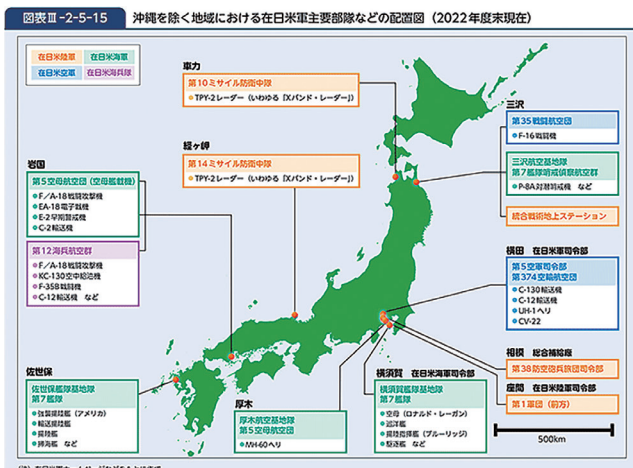 図表Ⅲ-2-5-15
沖縄を除く地域における在日米軍主要部隊などの配置図（2022年度末現在）
在日米陸軍
在日米海軍
在日米空軍
在日米海兵隊
車力
第10ミサイル防衛中隊
●TPY-2レーダー（いわゆる「Xバンド・レーダー」）
経ヶ岬
第14ミサイル防衛中隊
●TPY-2レーダー（いわゆる「Xバンド・レーダー」）
三沢
第35戦闘航空団
●F-16戦闘機
三沢航空基地隊
第7艦隊哨戒偵察航空群
●P-8A対潜哨戒機 など
統合戦術地上ステーション
岩国
第5空母航空団（空母艦載機）
●F／A-18戦闘攻撃機
●EA-18電子戦機
●E-2早期警戒機
●C-2輸送機
第12海兵航空群
●F／A-18戦闘攻撃機
●KC-130空中給油機
●F-35B戦闘機
●C-12輸送機 など
横田 在日米軍司令部
第5空軍司令部
第374空輸航空団
●C-130輸送機
●C-12輸送機
●UH-1ヘリ
●CV-22
相模 総合補給廠
第38防空砲兵旅団司令部
座間 在日米陸軍司令部
第1軍団（前方）
佐世保
佐世保艦隊基地隊
第7艦隊
●強襲揚陸艦（アメリカ）
●輸送揚陸艦
●揚陸艦
●掃海艦 など
厚木
厚木航空基地隊
第5空母航空団
●MH-60ヘリ
横須賀 在日米海軍司令部
横須賀艦隊基地隊
第7艦隊
●空母（ロナルド・レーガン）
●巡洋艦
●揚陸指揮艦（ブルーリッジ）
●駆逐艦 など
500km